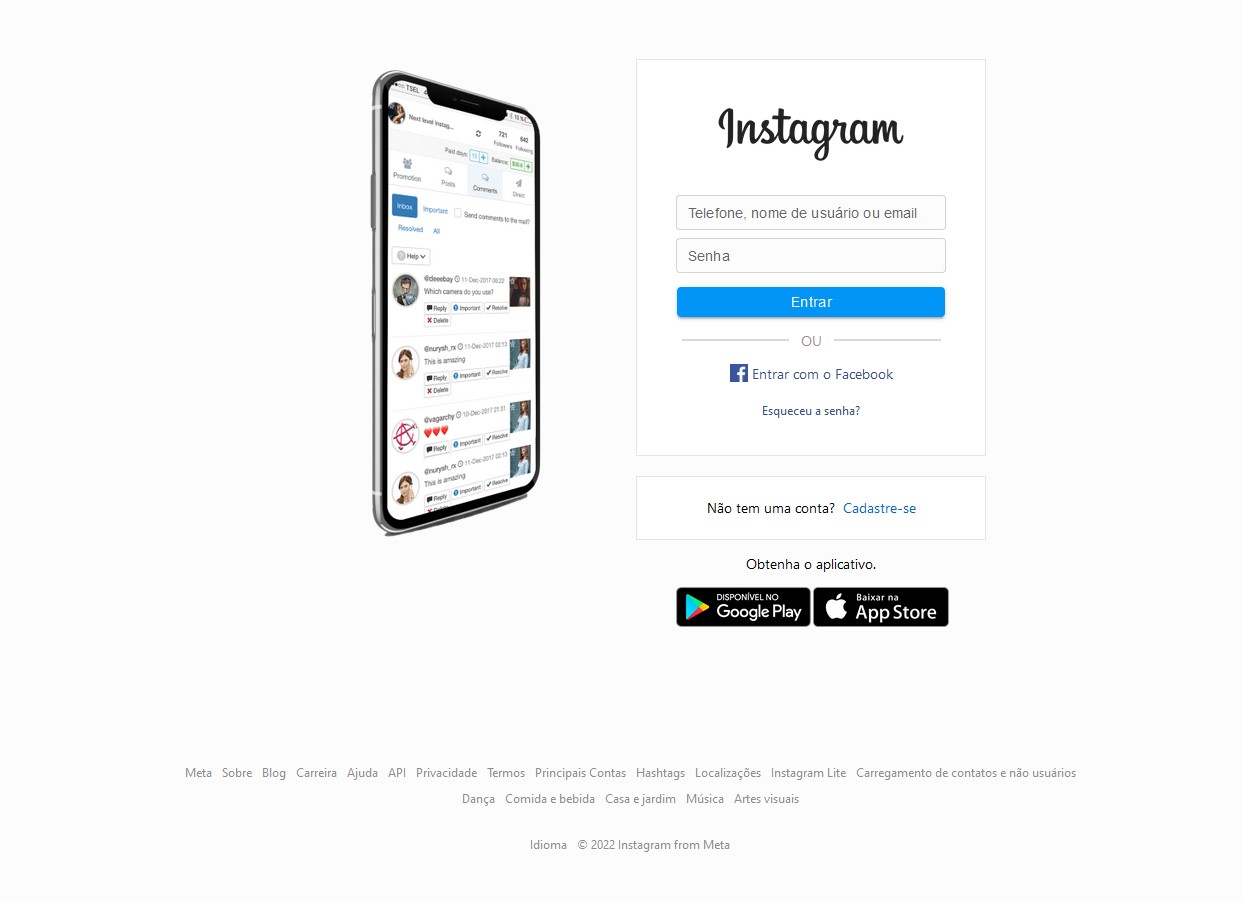 TSEL
Next level instag...
721
Followers
642
Following
Paid days:
Balance:
Promotion
Posts
Comments
Direct
Inbox
Important
Send comments to the mail?
Resolved
All
Help
@deeebay 11-Dec-2017 06:22
Which camera do you use?
Reply Important Resolve
Delete
@nurysh_rx 11-Dec-2017 02:13
This is amazing
Reply Important Resolve
Delete
@vagarchy 10-Dec-2017 21:31
Reply Important Resolve
@nurysh_rx 11-Dec-2017 02:13
This is amazing
Reply Important Resolve
Instagram
Telefone, nome de usuário ou email
Senha
Entrar
OU
Entrar com o Facebook
Esqueceu a senha?
Não tem uma conta? Cadastre-se
Obtenha o aplicativo.
DISPONÍVEL NO
Google Play
Baixar na
App Store
Meta Sobre Blog Carreira Ajuda API Privacidade Termos Principais Contas Hashtags Localizações Instagram Lite Carregamento de contatos e não usuários
Dança Comida e bebida Casa e jardim Música Artes visuais
Idioma © 2022 Instagram from Meta